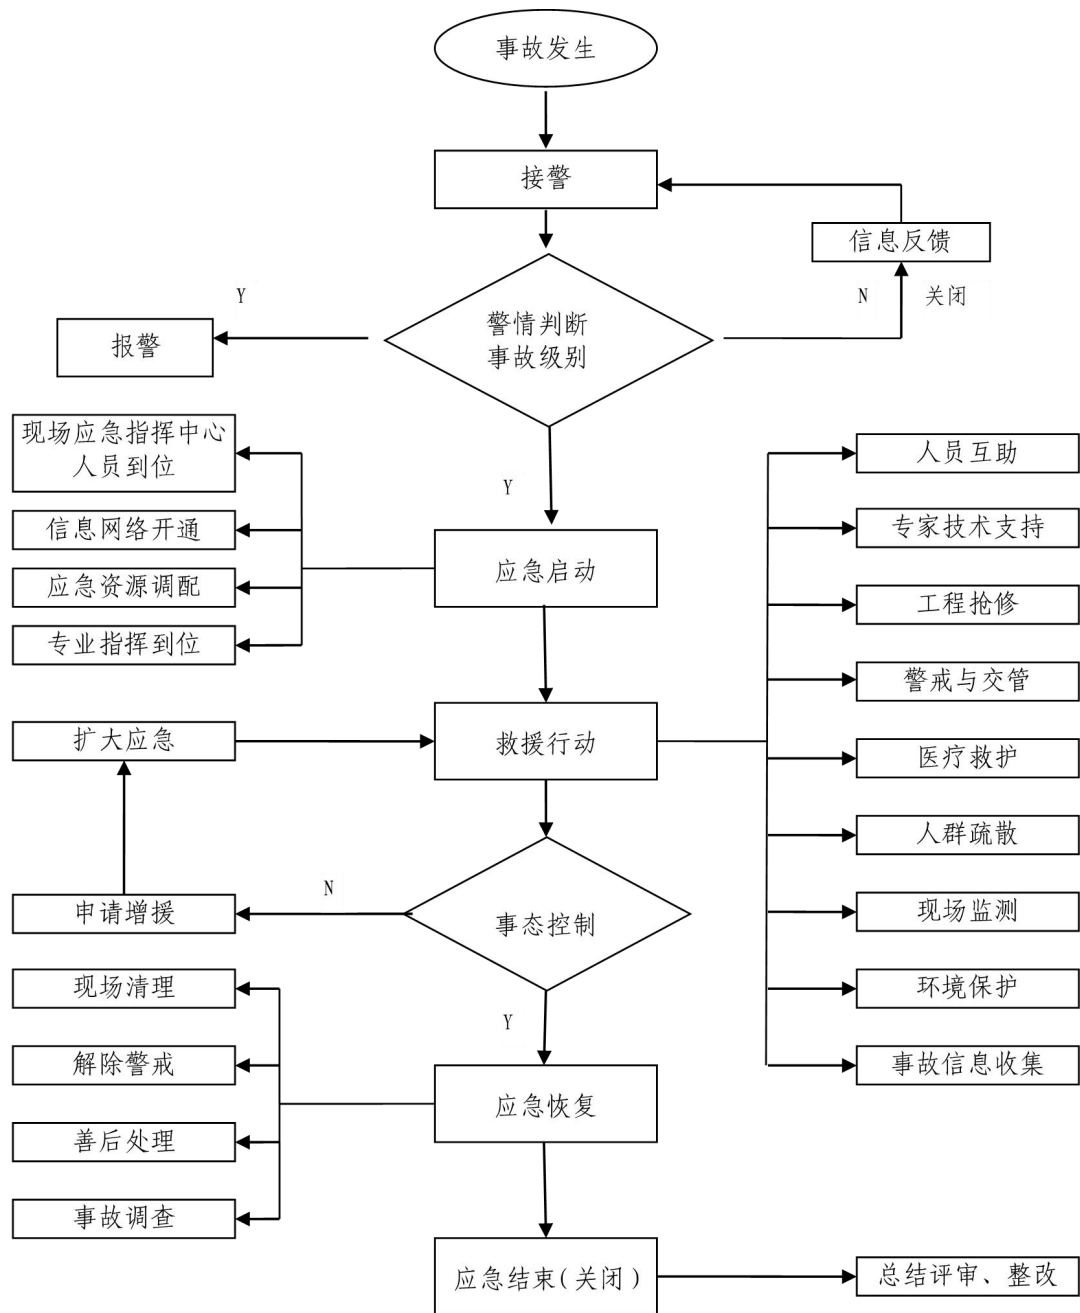 事故发生
接警
信息反馈
Y
N
关闭
警情判断
事故级别
报警
现场应急指挥中心
人员到位
Y
人员互助
信息网络开通
专家技术支持
应急启动
应急资源调配
工程抢修
专业指挥到位
警戒与交管
扩大应急
救援行动
医疗救护
人群疏散
N
申请增援
事态控制
现场监测
现场清理
环境保护
Y
解除警戒
事故信息收集
应急恢复
善后处理
事故调查
应急结束(关闭)
总结评审、整改